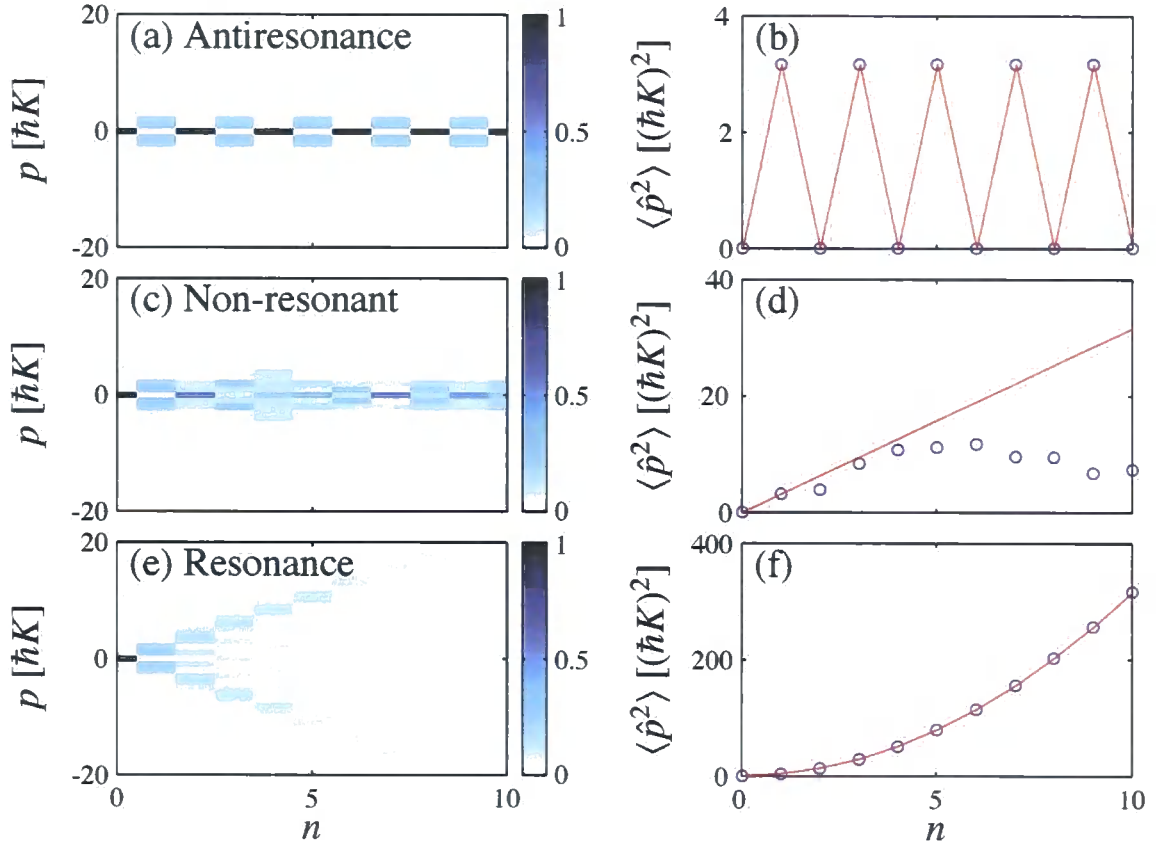 (a) Antiresonance
p [ħK]
20
0
-20
1
0.5
0
(b)
⟨p̂²⟩ [(ħK)²]
4
2
0
(c) Non-resonant
p [ħK]
20
0
-20
1
0.5
0
(d)
⟨p̂²⟩ [(ħK)²]
40
20
0
(e) Resonance
p [ħK]
20
0
-20
0
5
10
n
1
0.5
0
(f)
⟨p̂²⟩ [(ħK)²]
400
200
0
0
5
10
n